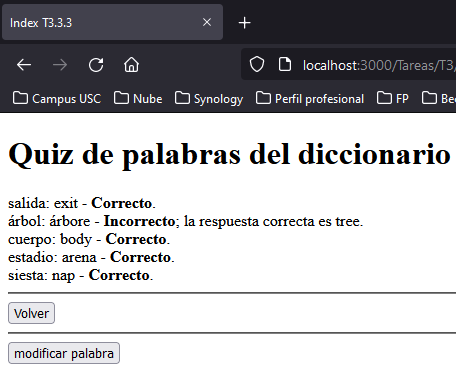 Index T3.3.3
localhost:3000/Tareas/T3/
Campus USC Nube Synology Perfil profesional FP Be
Quiz de palabras del diccionario
salida: exit - Correcto.
árbol: árbore - Incorrecto; la respuesta correcta es tree.
cuerpo: body - Correcto.
estadio: arena - Correcto.
siesta: nap - Correcto.
Volver
modificar palabra